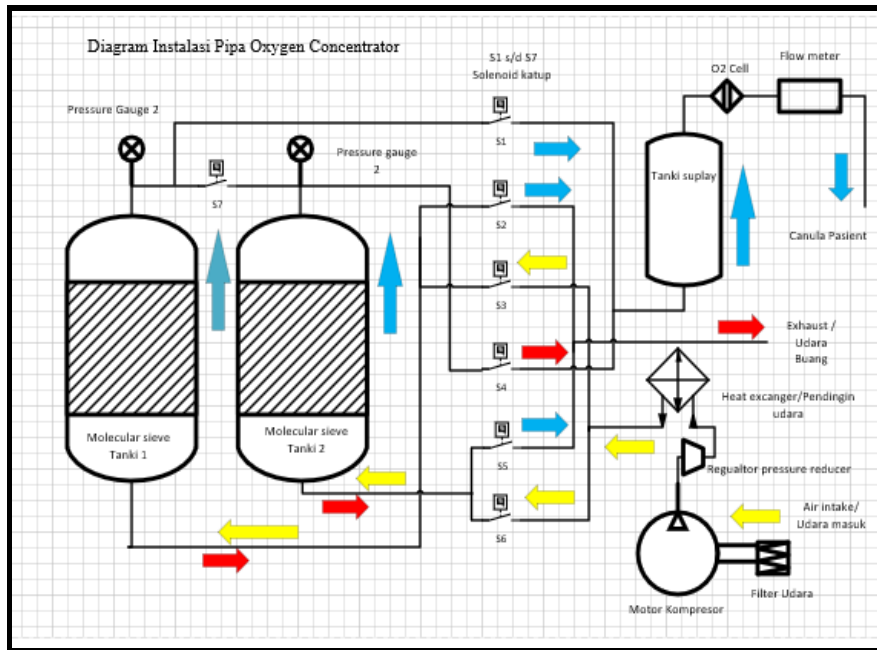 Diagram Instalasi Pipa Oxygen Concentrator
S1 s/d S7
Solenoid katup
Flow meter
O2 Cell
Pressure Gauge 2
S1
Pressure gauge
2
Tanki suplay
S7
S2
Canula Pasient
S3
Exhaust /
Udara
Buang
S4
Heat excanger/Pendingin
udara
Molecular sieve
Tanki 1
Molecular sieve
Tanki 2
S5
Regualtor pressure reducer
Air intake/
Udara masuk
S6
Filter Udara
Motor Kompresor